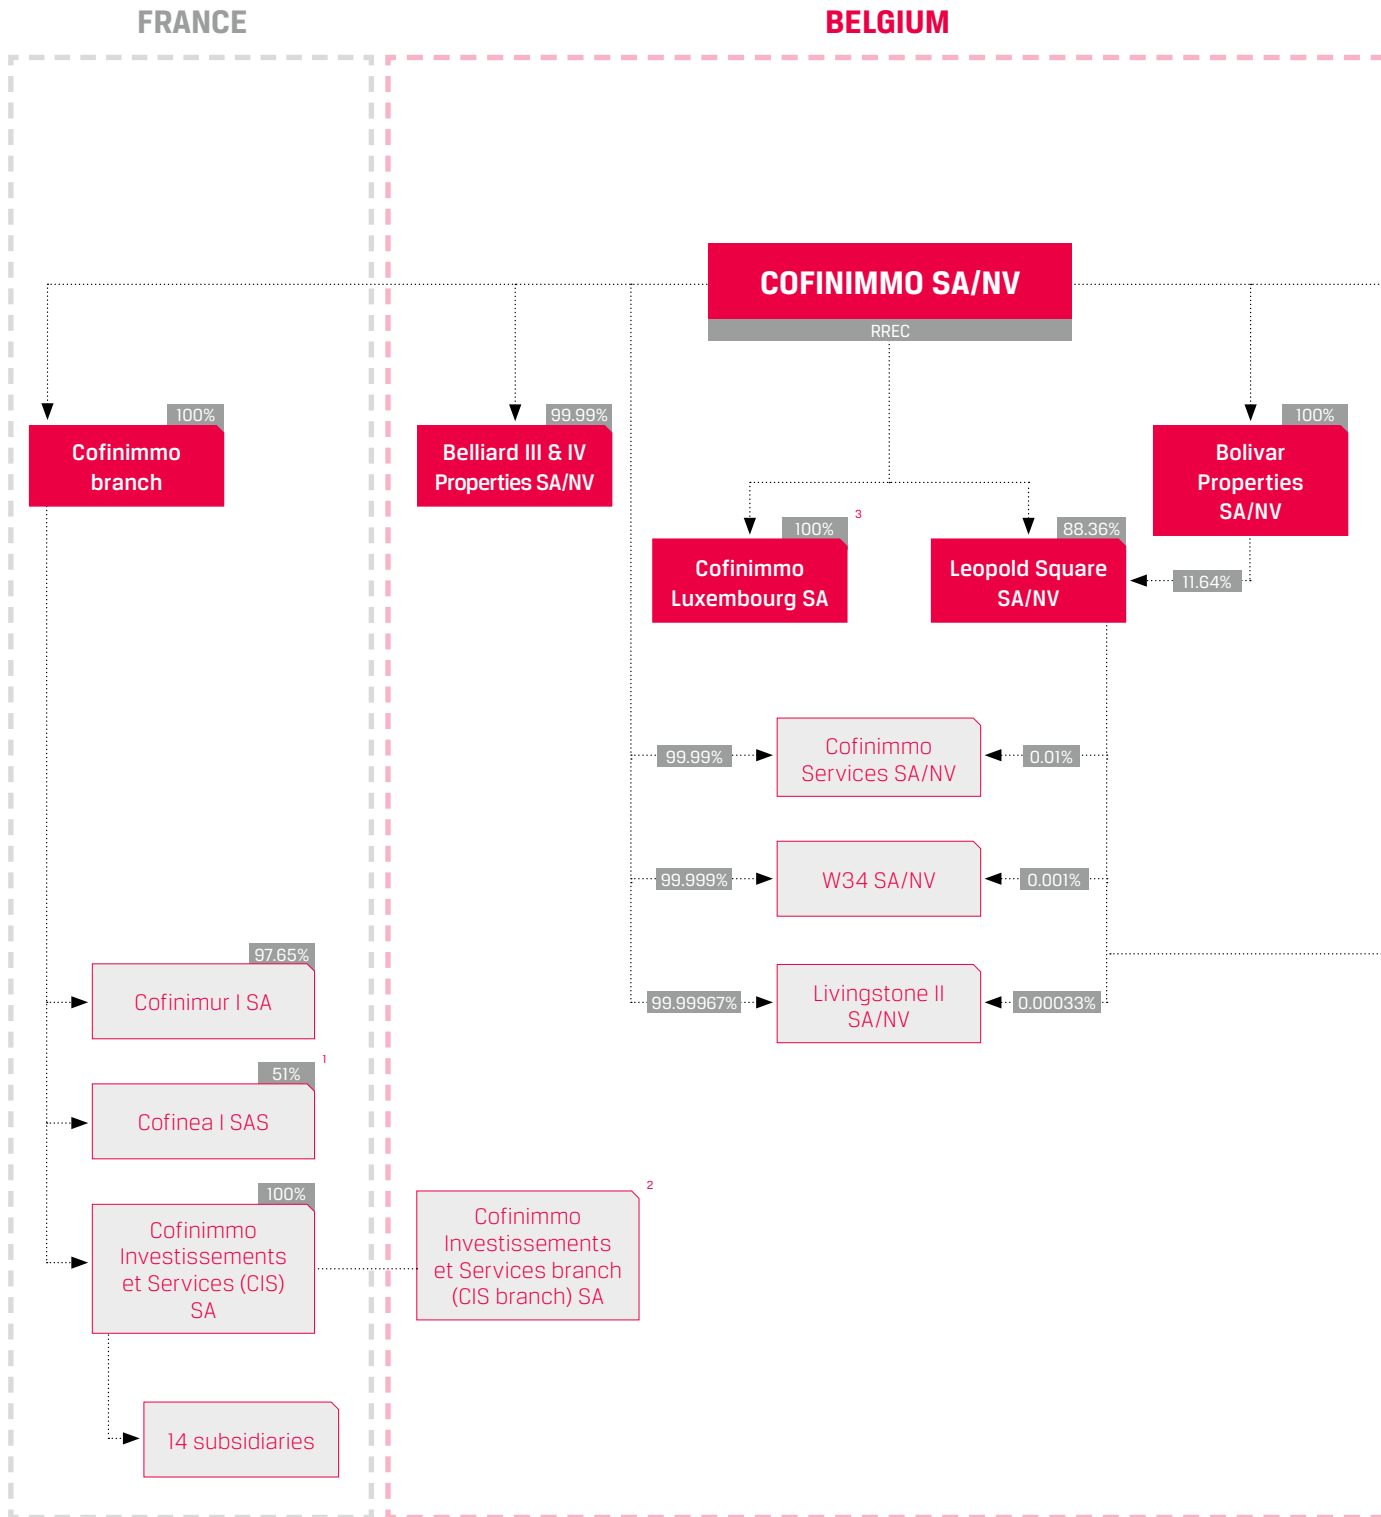 FRANCE
BELGIUM
COFINIMMO SA/NV
RREC
100%
Cofinimmo
branch
99.99%
Belliard III & IV
Properties SA/NV
100%
Bolivar
Properties
SA/NV
100%
3
Cofinimmo
Luxembourg SA
88.36%
Leopold Square
SA/NV
11.64%
99.99%
Cofinimmo
Services SA/NV
0.01%
99.999%
W34 SA/NV
0.001%
99.99967%
Livingstone II
SA/NV
0.00033%
97.65%
Cofinimur I SA
51%
1
Cofinea I SAS
100%
Cofinimmo
Investissements
et Services (CIS)
SA
2
Cofinimmo
Investissements
et Services branch
(CIS branch) SA
14 subsidiaries